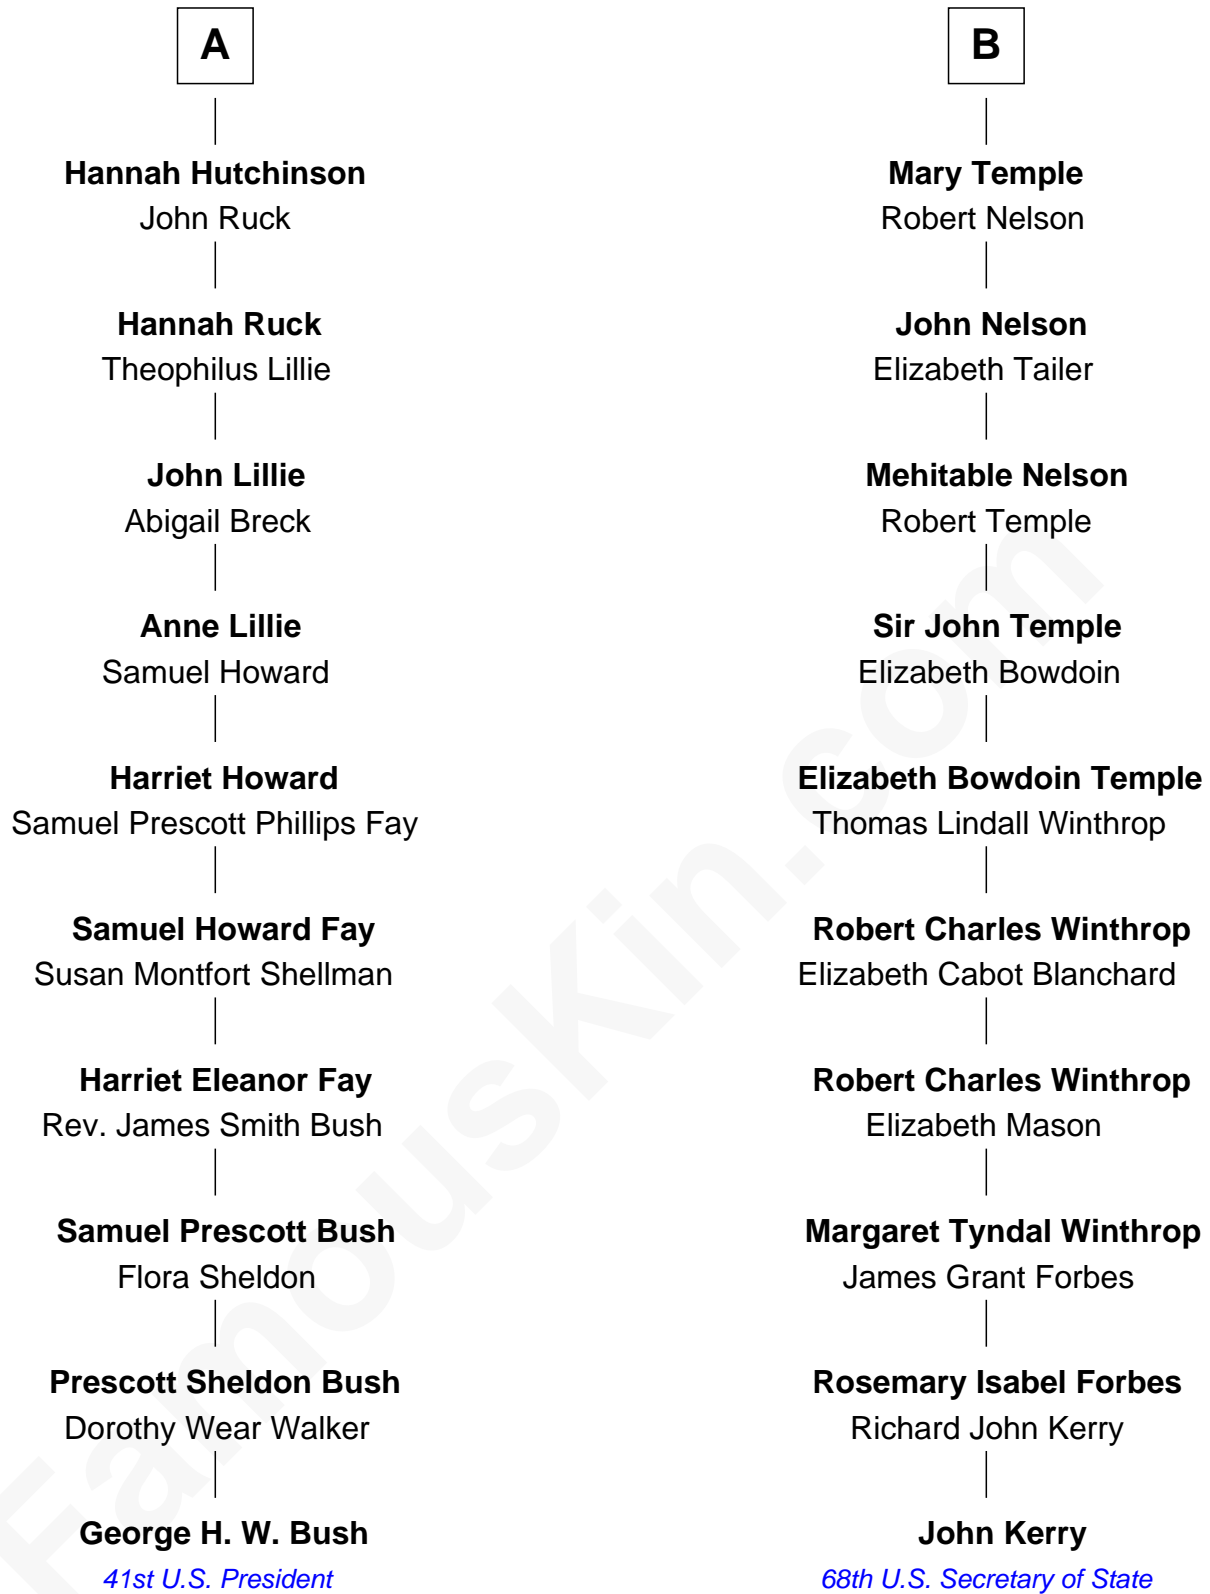 A
Hannah Hutchinson
John Ruck
Hannah Ruck
Theophilus Lillie
John Lillie
Abigail Breck
Anne Lillie
Samuel Howard
Harriet Howard
Samuel Prescott Phillips Fay
Samuel Howard Fay
Susan Montfort Shellman
Harriet Eleanor Fay
Rev. James Smith Bush
Samuel Prescott Bush
Flora Sheldon
Prescott Sheldon Bush
Dorothy Wear Walker
George H. W. Bush
41st U.S. President
B
Mary Temple
Robert Nelson
John Nelson
Elizabeth Tailer
Mehitable Nelson
Robert Temple
Sir John Temple
Elizabeth Bowdoin
Elizabeth Bowdoin Temple
Thomas Lindall Winthrop
Robert Charles Winthrop
Elizabeth Cabot Blanchard
Robert Charles Winthrop
Elizabeth Mason
Margaret Tyndal Winthrop
James Grant Forbes
Rosemary Isabel Forbes
Richard John Kerry
John Kerry
68th U.S. Secretary of State
FamousKin.com